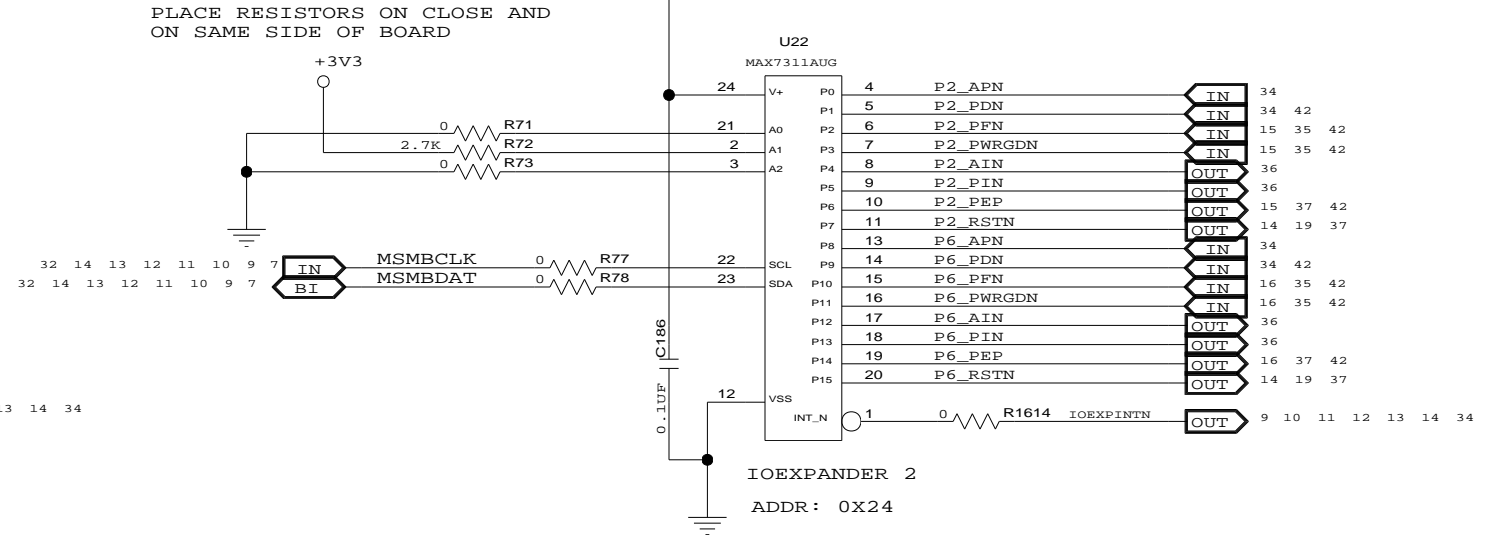 PLACE RESISTORS ON CLOSE AND
ON SAME SIDE OF BOARD
+3V3
U22
MAX7311AUG
24 V+ P0 4 P2_APN IN 34
P1 5 P2_PDN IN 34 42
0 R71 21 A0 P2 6 P2_PFN IN 15 35 42
2.7K R72 2 A1 P3 7 P2_PWRGDN IN 15 35 42
0 R73 3 A2 P4 8 P2_AIN OUT 36
P5 9 P2_PIN OUT 36
P6 10 P2_PEP OUT 15 37 42
P7 11 P2_RSTN OUT 14 19 37
P8 13 P6_APN IN 34
32 14 13 12 11 10 9 7 IN MSMBCLK 0 R77 22 SCL P9 14 P6_PDN IN 34 42
32 14 13 12 11 10 9 7 BI MSMBDAT 0 R78 23 SDA P10 15 P6_PFN IN 16 35 42
P11 16 P6_PWRGDN IN 16 35 42
P12 17 P6_AIN OUT 36
P13 18 P6_PIN OUT 36
C186 P14 19 P6_PEP OUT 16 37 42
P15 20 P6_RSTN OUT 14 19 37
0.1UF 12 VSS
3 14 34
INT_N 1 0 R1614 IOEXPINTN OUT 9 10 11 12 13 14 34
IOEXPANDER 2
ADDR: 0X24